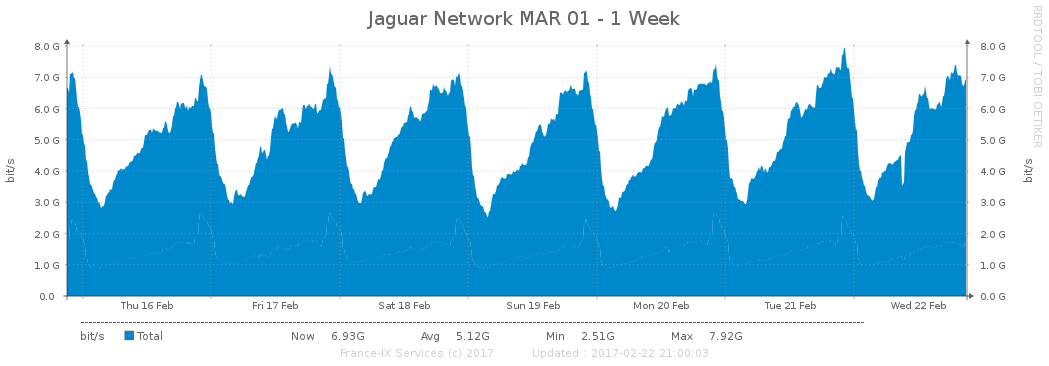 Jaguar Network MAR 01 - 1 Week
RRDTOOL / TOBI OETIKER
bit/s
8.0 G 8.0 G
7.0 G 7.0 G
6.0 G 6.0 G
5.0 G 5.0 G
4.0 G 4.0 G
3.0 G 3.0 G
2.0 G 2.0 G
1.0 G 1.0 G
0.0 0.0 G
bit/s
Thu 16 Feb Fri 17 Feb Sat 18 Feb Sun 19 Feb Mon 20 Feb Tue 21 Feb Wed 22 Feb
bit/s Total Now 6.93G Avg 5.12G Min 2.51G Max 7.92G
France-IX Services (c) 2017 Updated : 2017-02-22 21:00:03